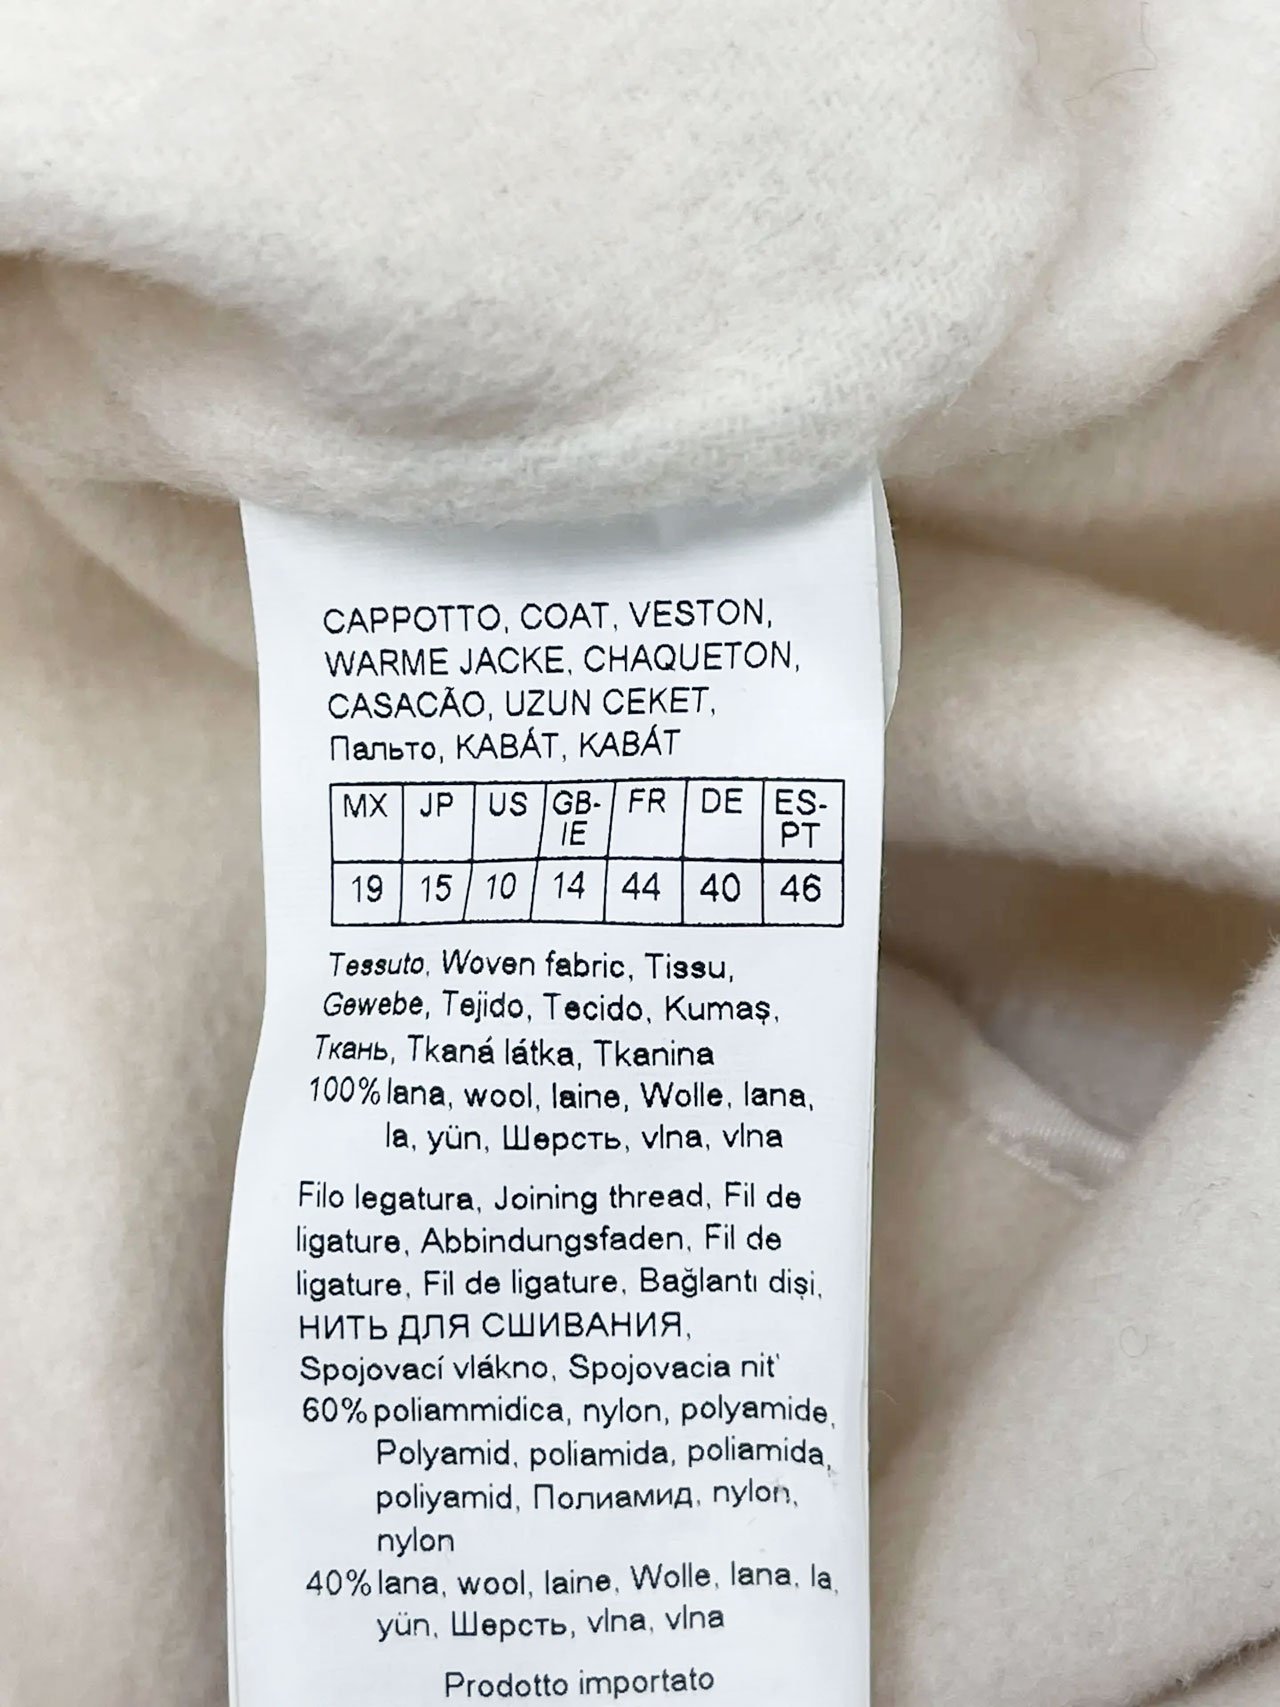 CAPPOTTO, COAT, VESTON,
WARME JACKE, CHAQUETON,
CASACÃO, UZUN CEKET,
Пальто, KABÁT, KABÁT
MX JP US GB-IE FR DE ES-PT
19 15 10 14 44 40 46
Tessuto, Woven fabric, Tissu,
Gewebe, Tejido, Tecido, Kumaş,
Ткань, Tkaná látka, Tkanina
100% lana, wool, laine, Wolle, lana,
la, yün, Шерсть, vlna, vlna
Filo legatura, Joining thread, Fil de
ligature, Abbindungsfaden, Fil de
ligature, Fil de ligature, Bağlantı dişi,
НИТЬ ДЛЯ СШИВАНИЯ,
Spojovací vlákno, Spojovacia nit'
60% poliammidica, nylon, polyamide,
Polyamid, poliamida, poliamida,
poliyamid, Полиамид, nylon,
nylon
40% lana, wool, laine, Wolle, lana, la,
yün, Шерсть, vlna, vlna
Prodotto importato